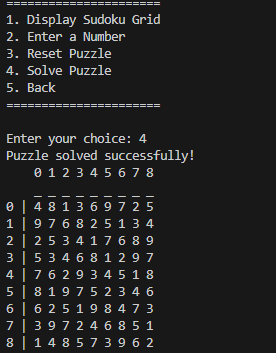 ======================
1. Display Sudoku Grid
2. Enter a Number
3. Reset Puzzle
4. Solve Puzzle
5. Back
======================
Enter your choice: 4
Puzzle solved successfully!
0 1 2 3 4 5 6 7 8
_ _ _ _ _ _ _ _ _
0 | 4 8 1 3 6 9 7 2 5
1 | 9 7 6 8 2 5 1 3 4
2 | 2 5 3 4 1 7 6 8 9
3 | 5 3 4 6 8 1 2 9 7
4 | 7 6 2 9 3 4 5 1 8
5 | 8 1 9 7 5 2 3 4 6
6 | 6 2 5 1 9 8 4 7 3
7 | 3 9 7 2 4 6 8 5 1
8 | 1 4 8 5 7 3 9 6 2